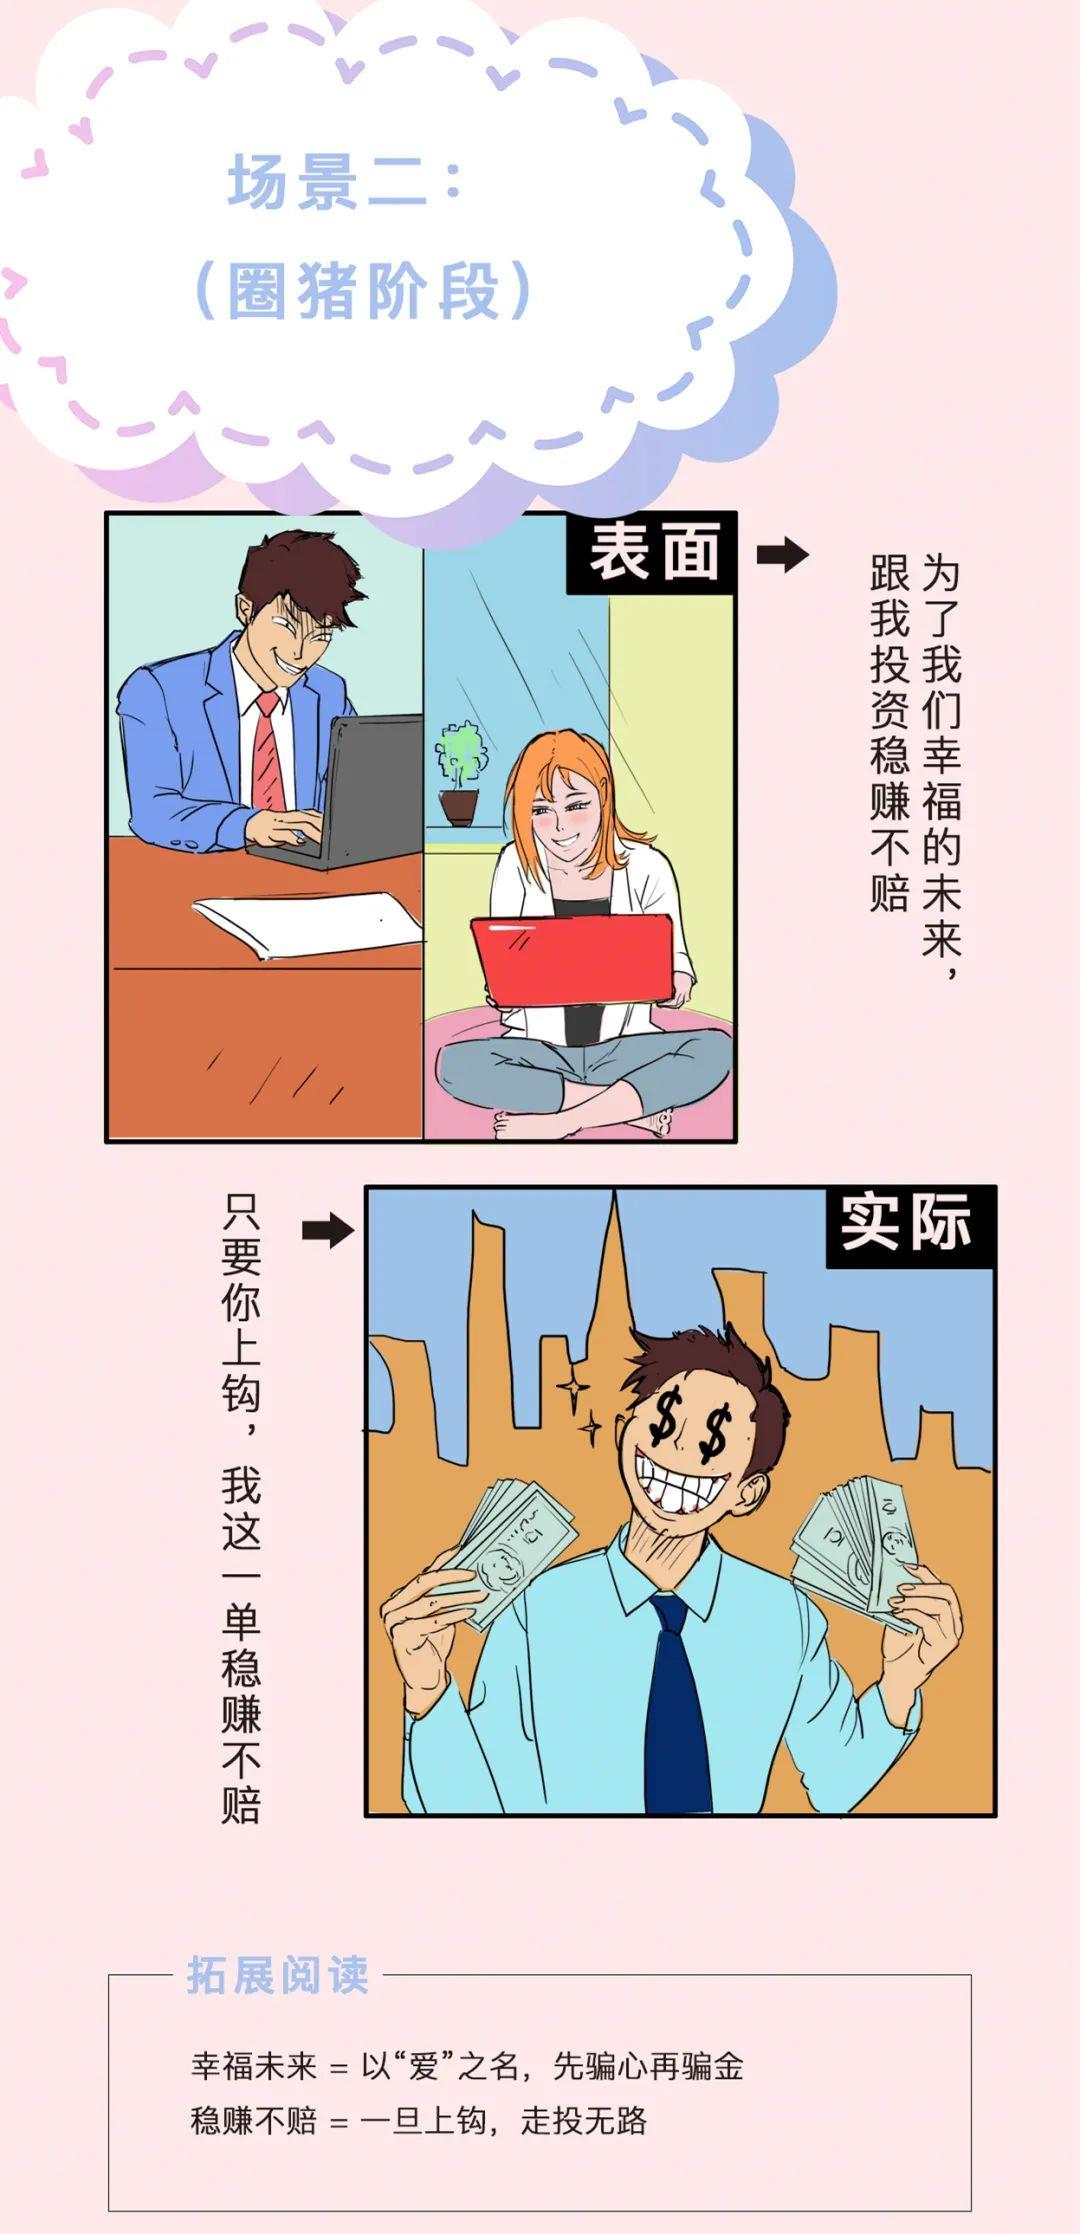 场景二：
（圈猪阶段）
表面
为了我们幸福的未来，
跟我投资稳赚不赔
实际
只要你上钩，我这一单稳赚不赔
拓展阅读
幸福未来 = 以“爱”之名，先骗心再骗金
稳赚不赔 = 一旦上钩，走投无路